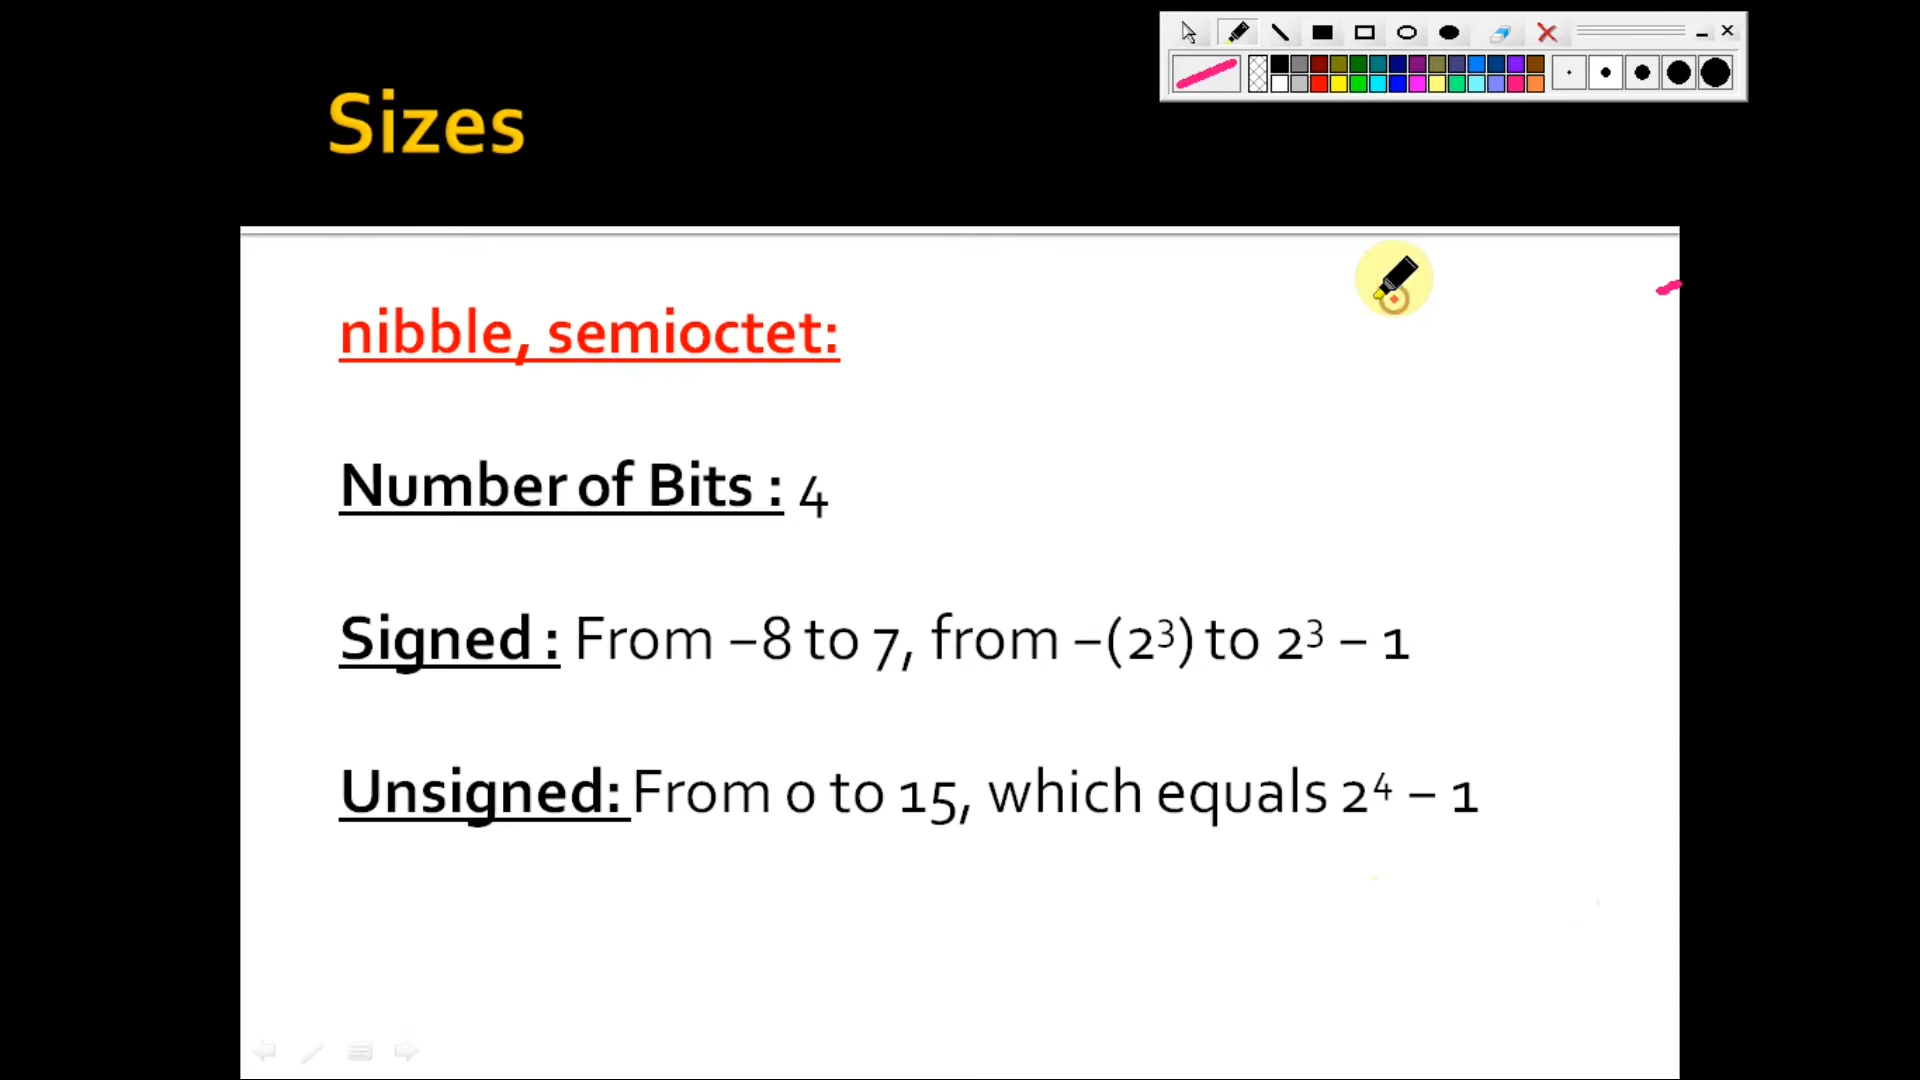 Sizes
nibble, semioctet:
Number of Bits : 4
Signed : From –8 to 7, from –(2³) to 2³ – 1
Unsigned: From 0 to 15, which equals 2⁴ – 1